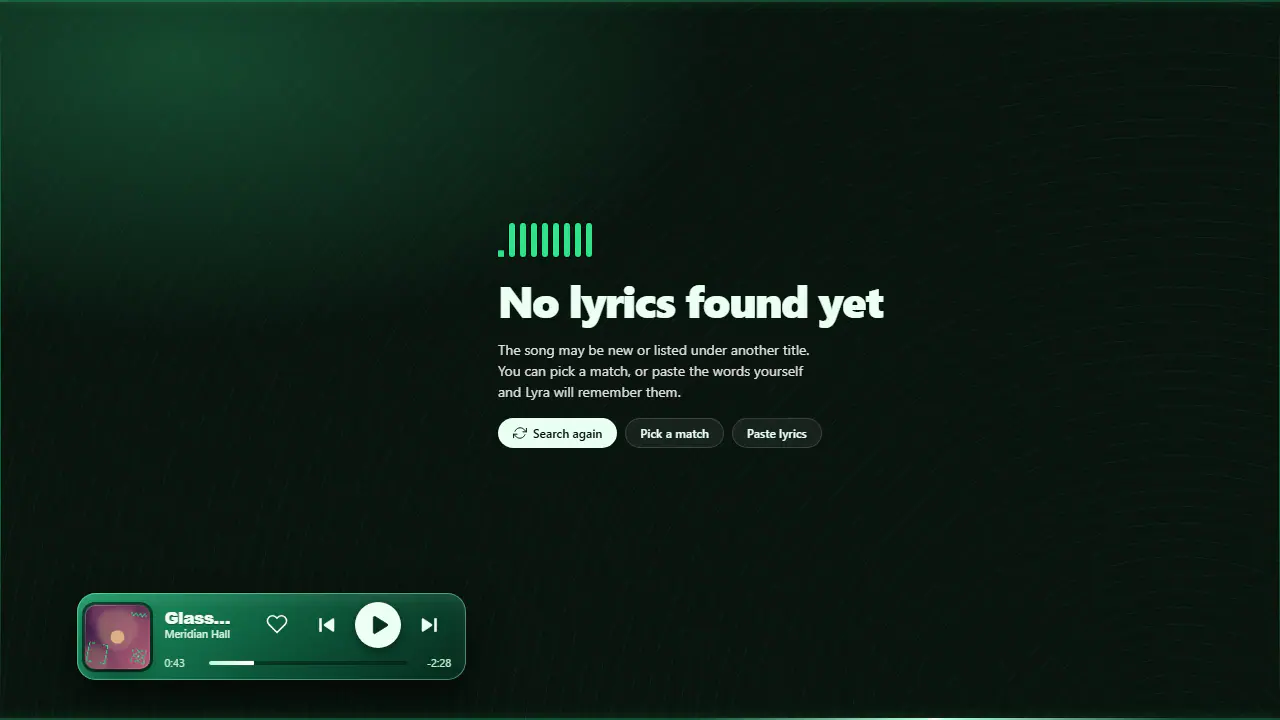 No lyrics found yet
The song may be new or listed under another title.
You can pick a match, or paste the words yourself
and Lyra will remember them.
Search again
Pick a match
Paste lyrics
Glass...
Meridian Hall
0:43
-2:28